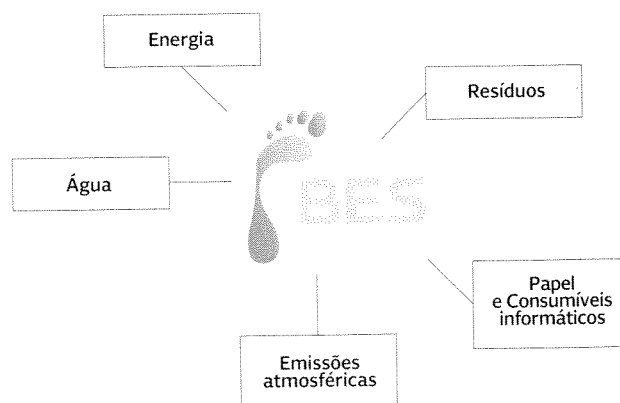 Energia
Resíduos
Água
BES
Papel
e Consumíveis
informáticos
Emissões
atmosféricas